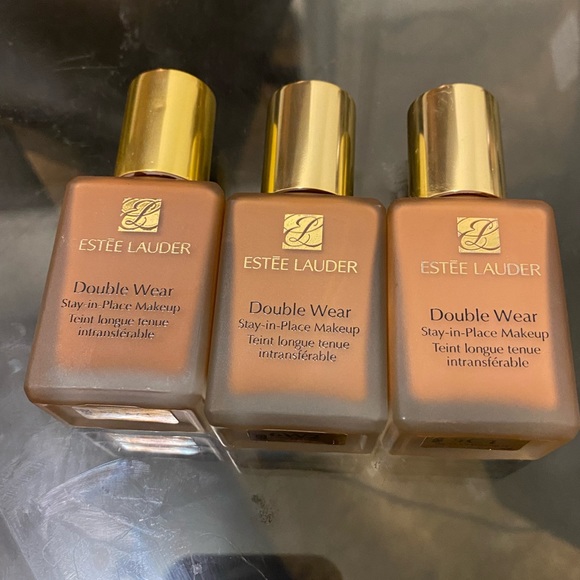 ESTĒE LAUDER
Double Wear
Stay-in-Place Makeup
Teint longue tenue
intransférable
ESTĒE LAUDER
Double Wear
Stay-in-Place Makeup
Teint longue tenue
intransférable
ESTĒE LAUDER
Double Wear
Stay-in-Place Makeup
Teint longue tenue
intransférable